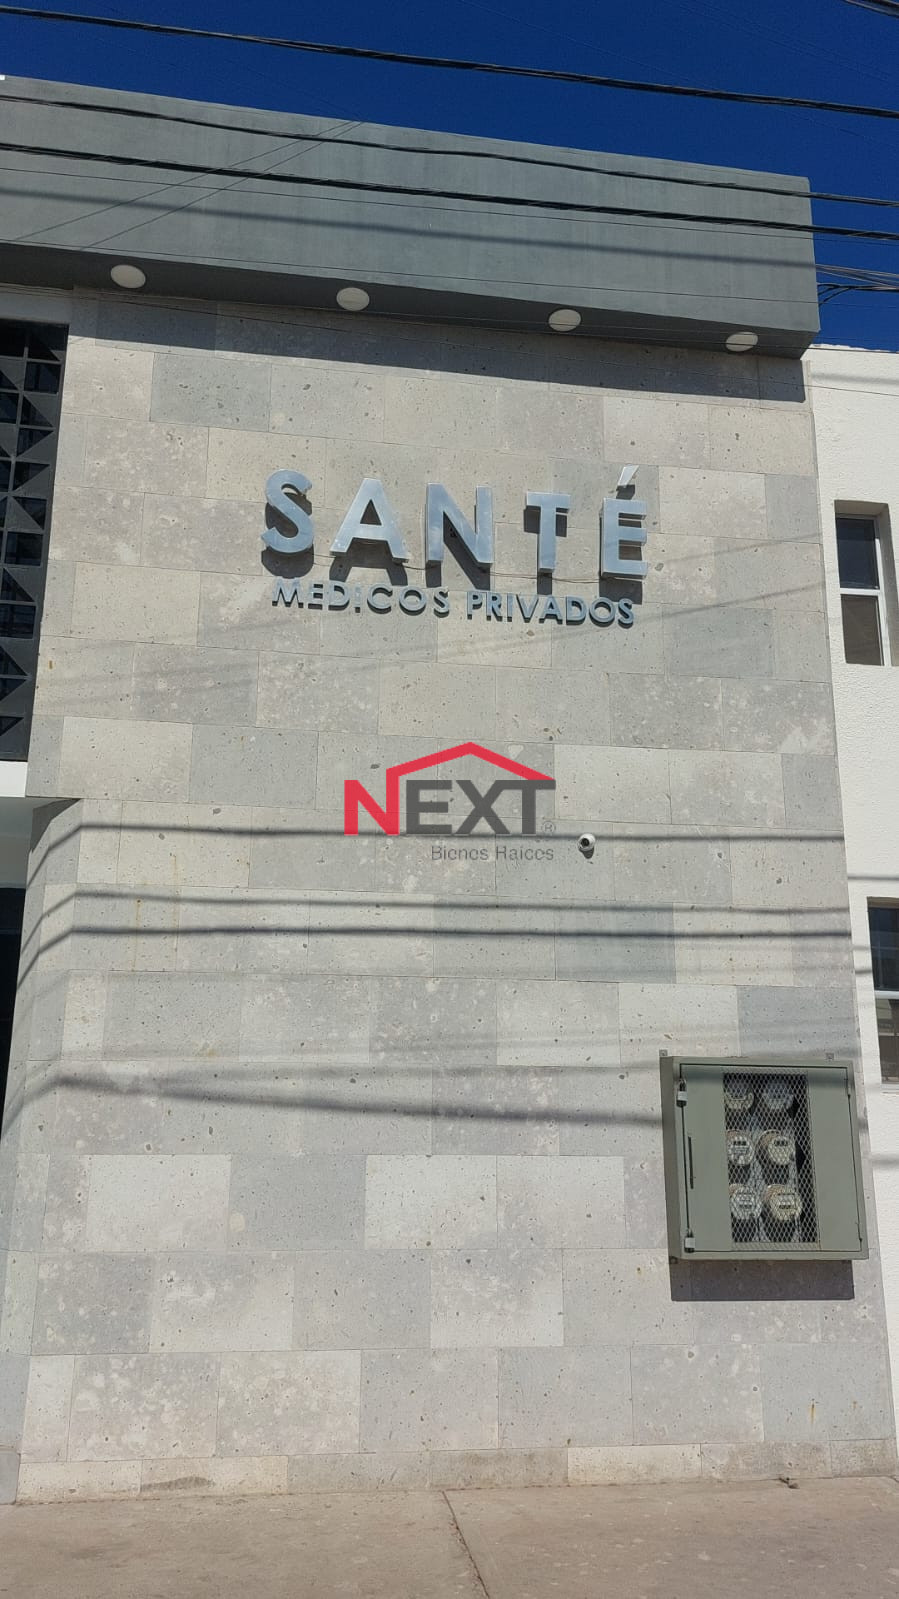 SANTÉ
MEDICOS PRIVADOS
NEXT®
Bienes Raices